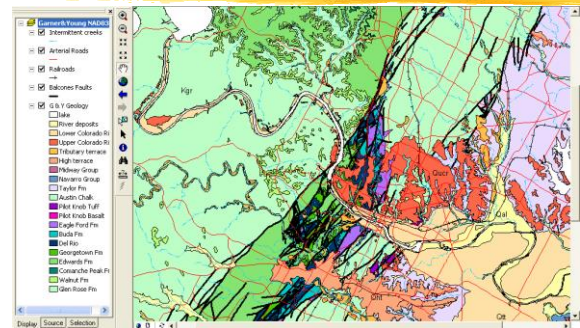 Garner&Young NAD83
Intermittent creeks
Arterial Roads
Railroads
Balcones Faults
G & Y Geology
lake
River deposits
Lower Colorado Ri
Upper Colorado Ri
Tributary terrace
High terrace
Midway Group
Navarro Group
Taylor Fm
Austin Chalk
Pilot Knob Tuff
Pilot Knob Basalt
Eagle Ford Fm
Buda Fm
Del Rio
Georgetown Fm
Edwards Fm
Comanche Peak F
Walnut Fm
Glen Rose Fm
Display Source Selection
Kgr
Qucr
Qal
Qht
Qtt